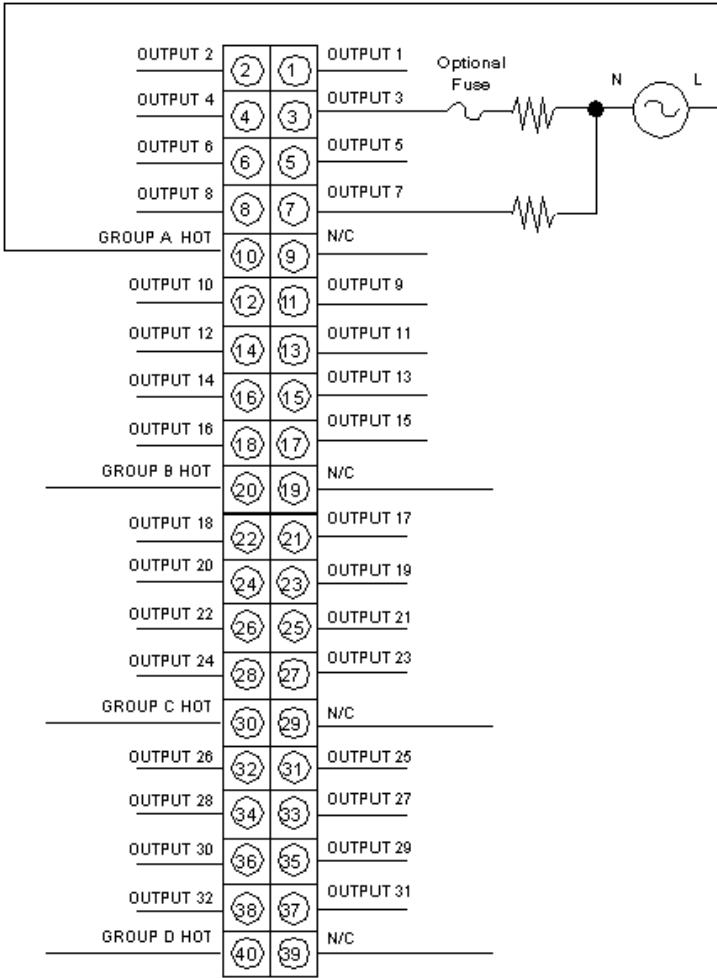 OUTPUT 2 2 1 OUTPUT 1
Optional
Fuse
N L
OUTPUT 4 4 3 OUTPUT 3
OUTPUT 6 6 5 OUTPUT 5
OUTPUT 8 8 7 OUTPUT 7
GROUP A HOT 10 9 N/C
OUTPUT 10 12 11 OUTPUT 9
OUTPUT 12 14 13 OUTPUT 11
OUTPUT 14 16 15 OUTPUT 13
OUTPUT 16 18 17 OUTPUT 15
GROUP B HOT 20 19 N/C
OUTPUT 18 22 21 OUTPUT 17
OUTPUT 20 24 23 OUTPUT 19
OUTPUT 22 26 25 OUTPUT 21
OUTPUT 24 28 27 OUTPUT 23
GROUP C HOT 30 29 N/C
OUTPUT 26 32 31 OUTPUT 25
OUTPUT 28 34 33 OUTPUT 27
OUTPUT 30 36 35 OUTPUT 29
OUTPUT 32 38 37 OUTPUT 31
GROUP D HOT 40 39 N/C